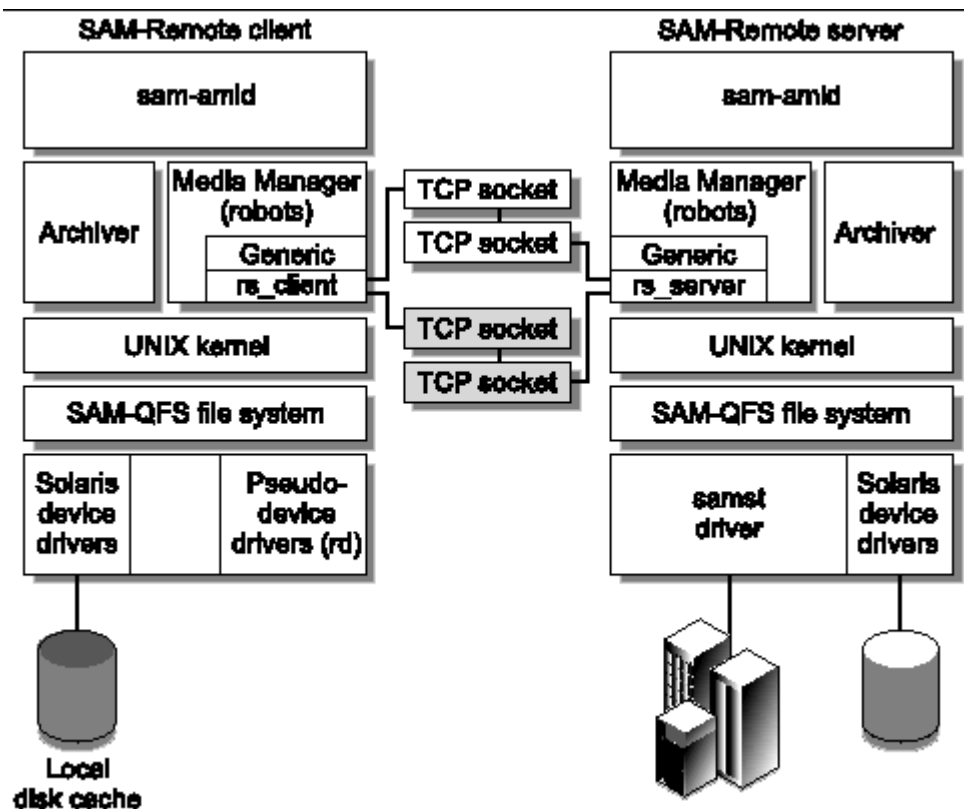 SAM-Remote client
sam-amld
Archiver
Media Manager
(robots)
Generic
rs_client
UNIX kernel
SAM-QFS file system
Solaris
device
drivers
Pseudo-
device
drivers (rd)
Local
disk cache
TCP socket
TCP socket
TCP socket
TCP socket
SAM-Remote server
sam-amld
Media Manager
(robots)
Generic
rs_server
Archiver
UNIX kernel
SAM-QFS file system
samst
driver
Solaris
device
drivers